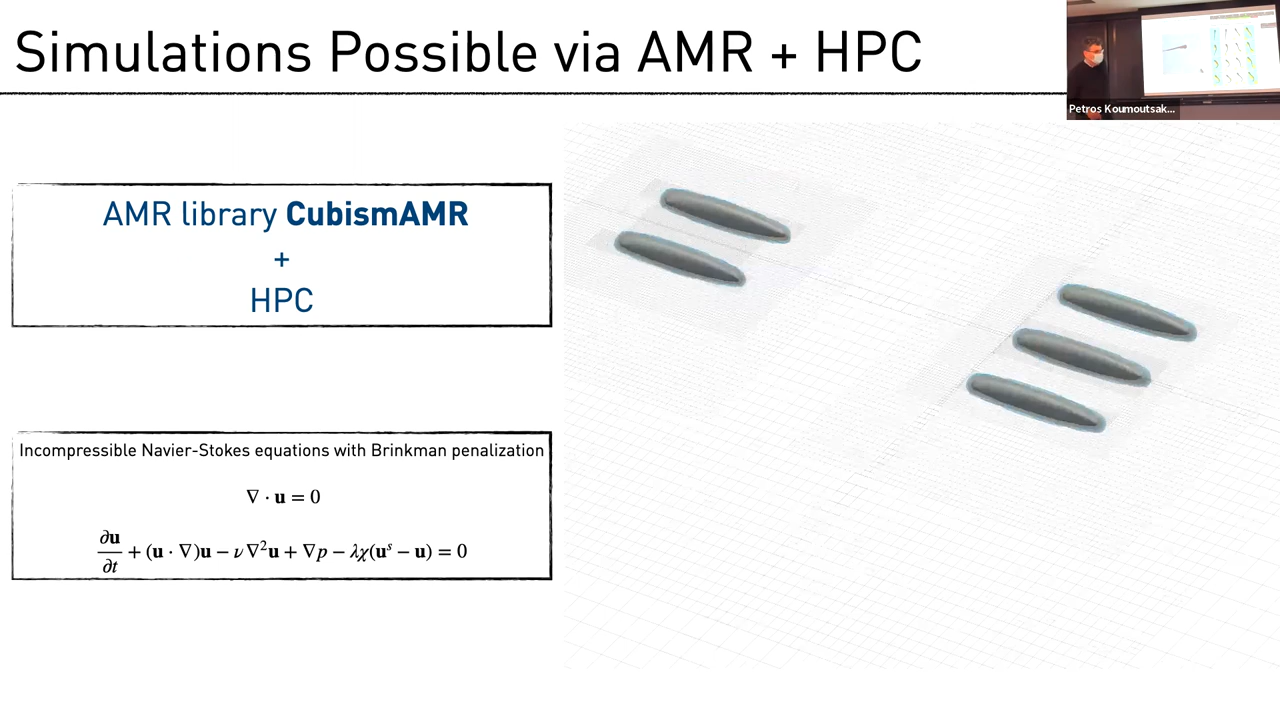 Simulations Possible via AMR + HPC
Petros Koumoutsak...
AMR library CubismAMR
+
HPC
Incompressible Navier-Stokes equations with Brinkman penalization
∇ · u = 0
∂u/∂t + (u · ∇)u − ν∇²u + ∇p − λχ(uˢ − u) = 0